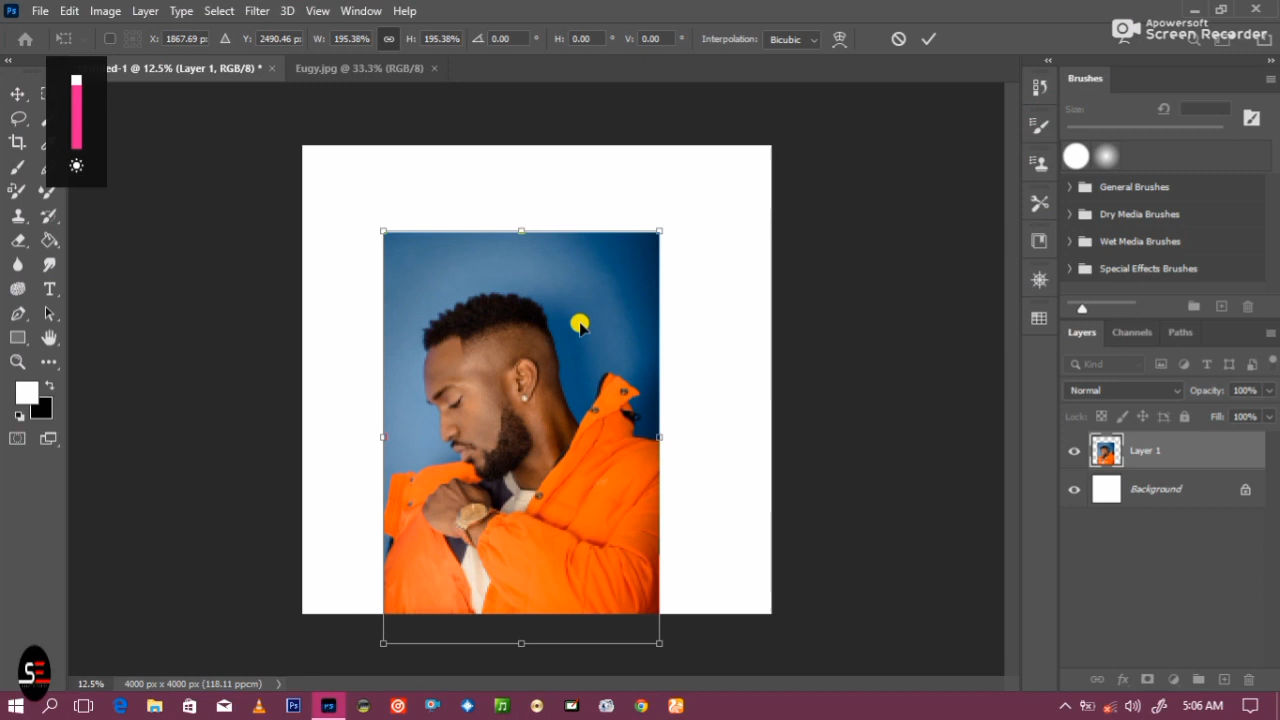 Ps File Edit Image Layer Type Select Filter 3D View Window Help
Apowersoft
Screen Recorder
X: 1867.69 p: Y: 2490.46 p: W: 195.38% H: 195.38% 0.00 ° H: 0.00 ° V: 0.00 ° Interpolation: Bicubic
d-1 @ 12.5% (Layer 1, RGB/8) * × Eugy.jpg @ 33.3% (RGB/8) ×
Brushes
Size:
General Brushes
Dry Media Brushes
Wet Media Brushes
Special Effects Brushes
Layers Channels Paths
Kind
Normal Opacity: 100%
Lock: Fill: 100%
Layer 1
Background
SE
12.5% 4000 px x 4000 px (118.11 ppcm)
5:06 AM